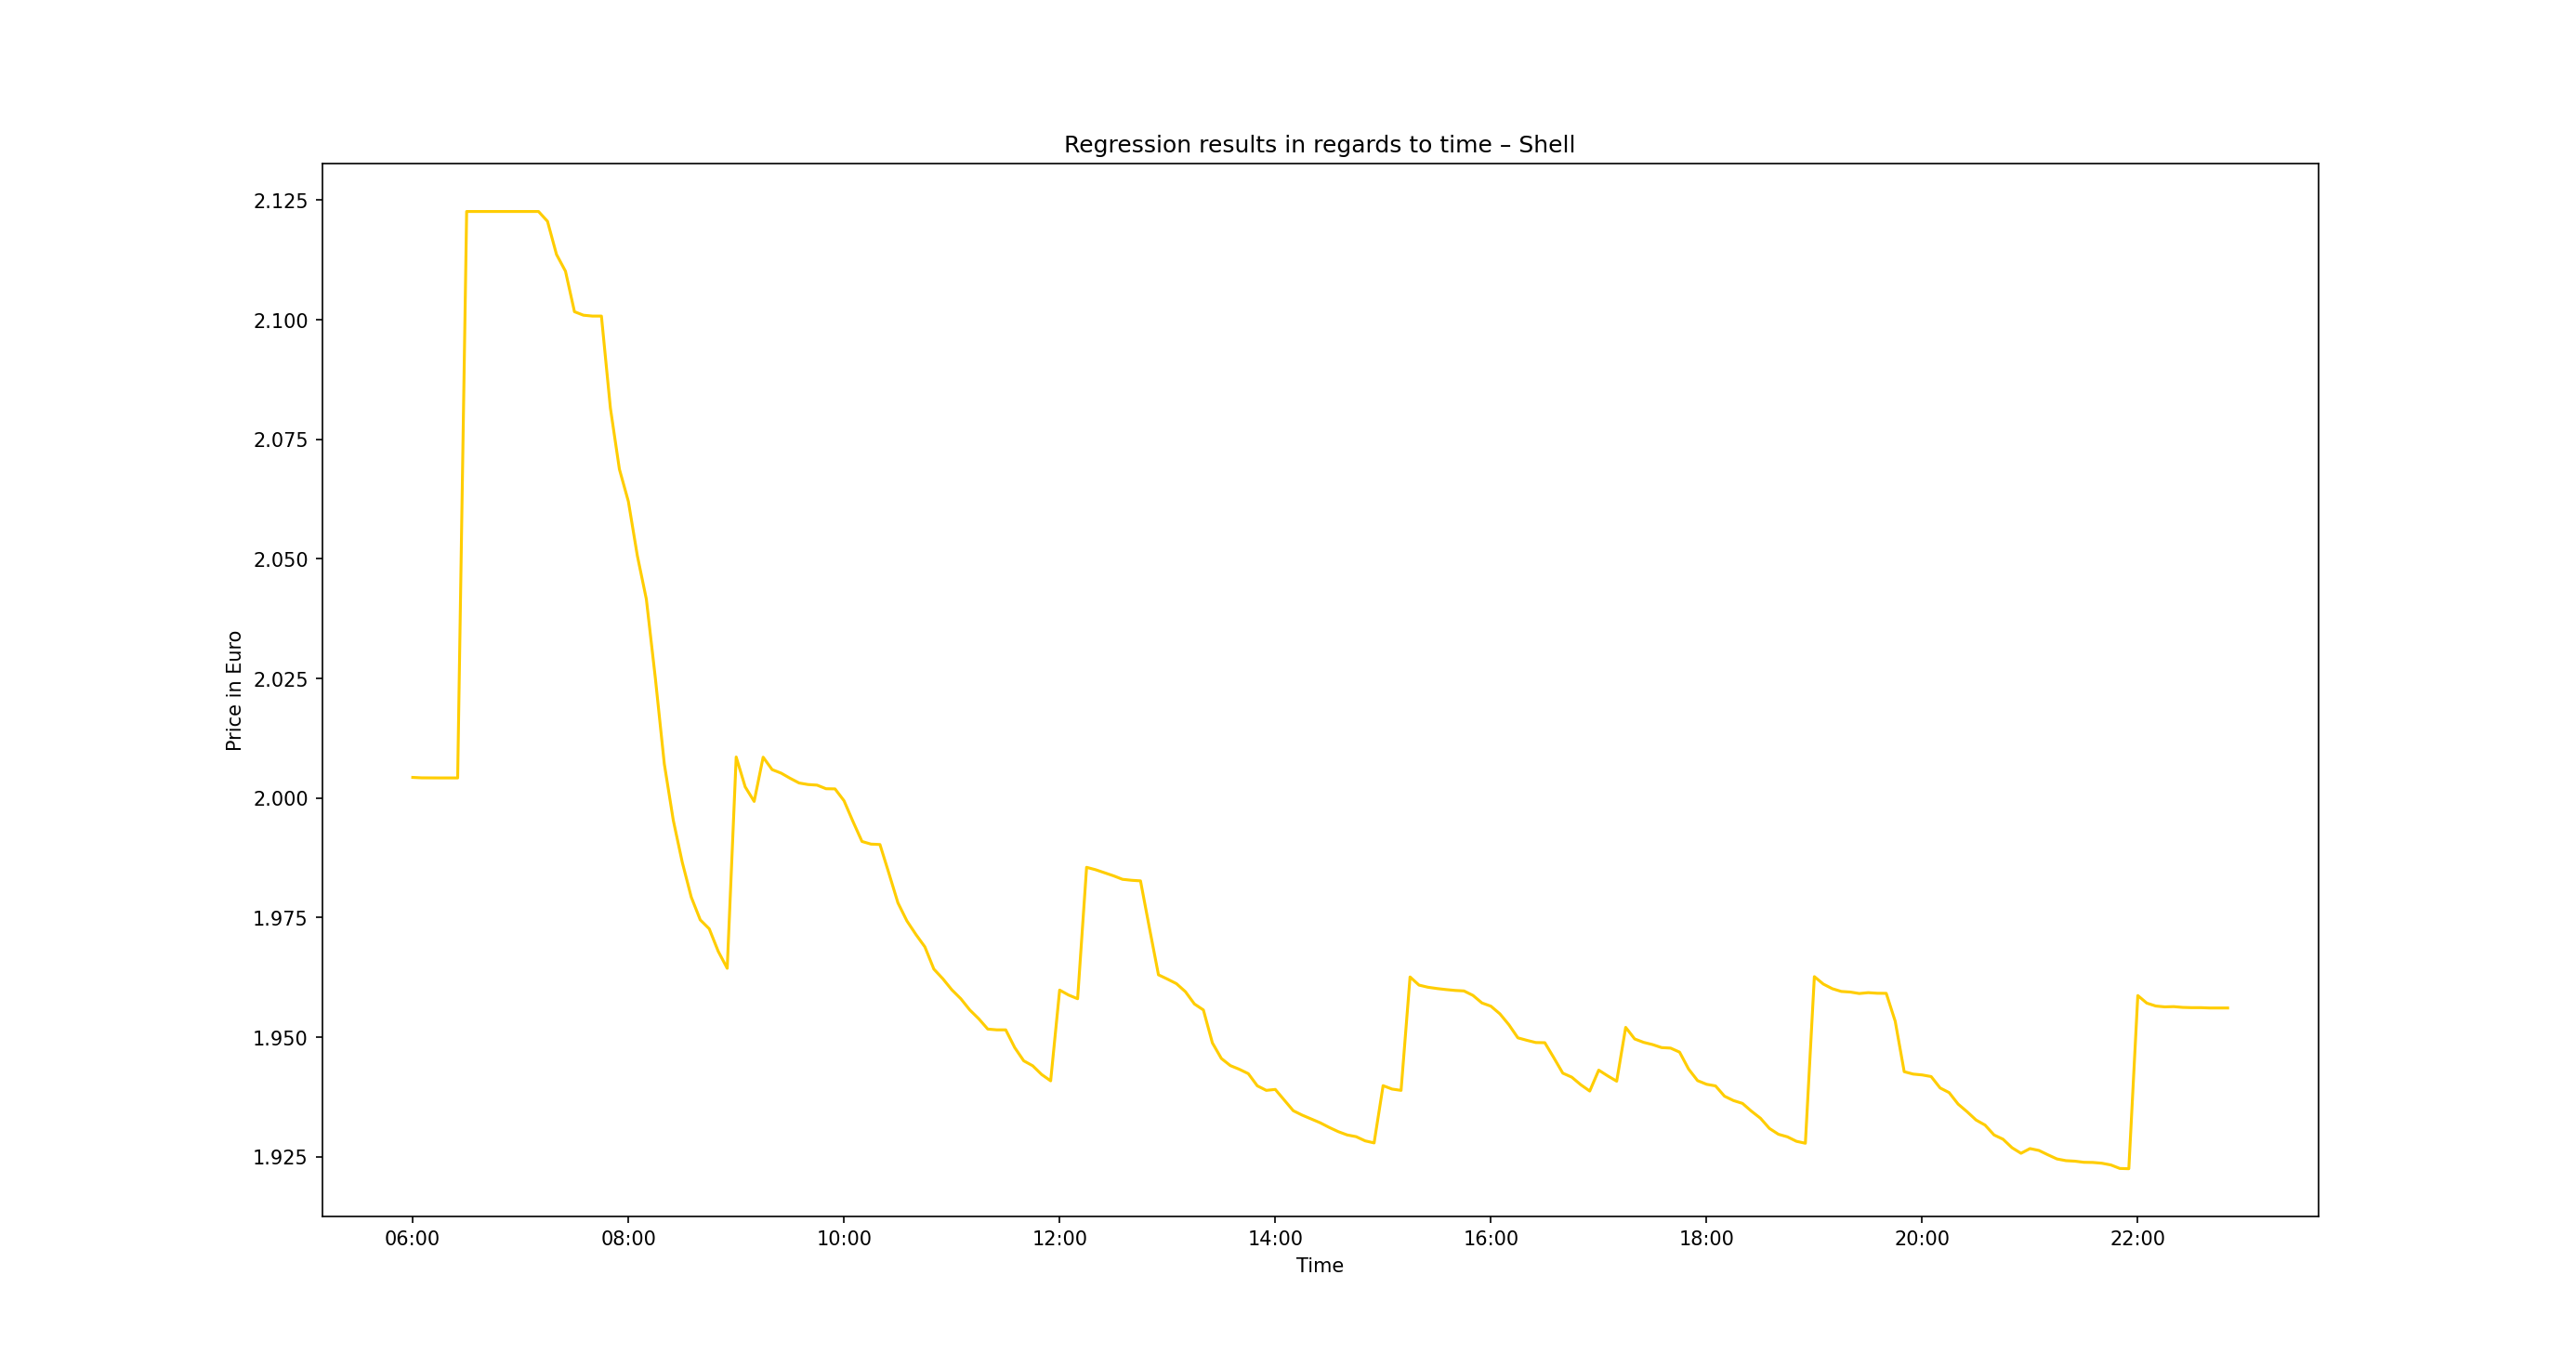 Regression results in regards to time – Shell
2.125
2.100
2.075
2.050
2.025
2.000
1.975
1.950
1.925
Price in Euro
06:00 08:00 10:00 12:00 14:00 16:00 18:00 20:00 22:00
Time